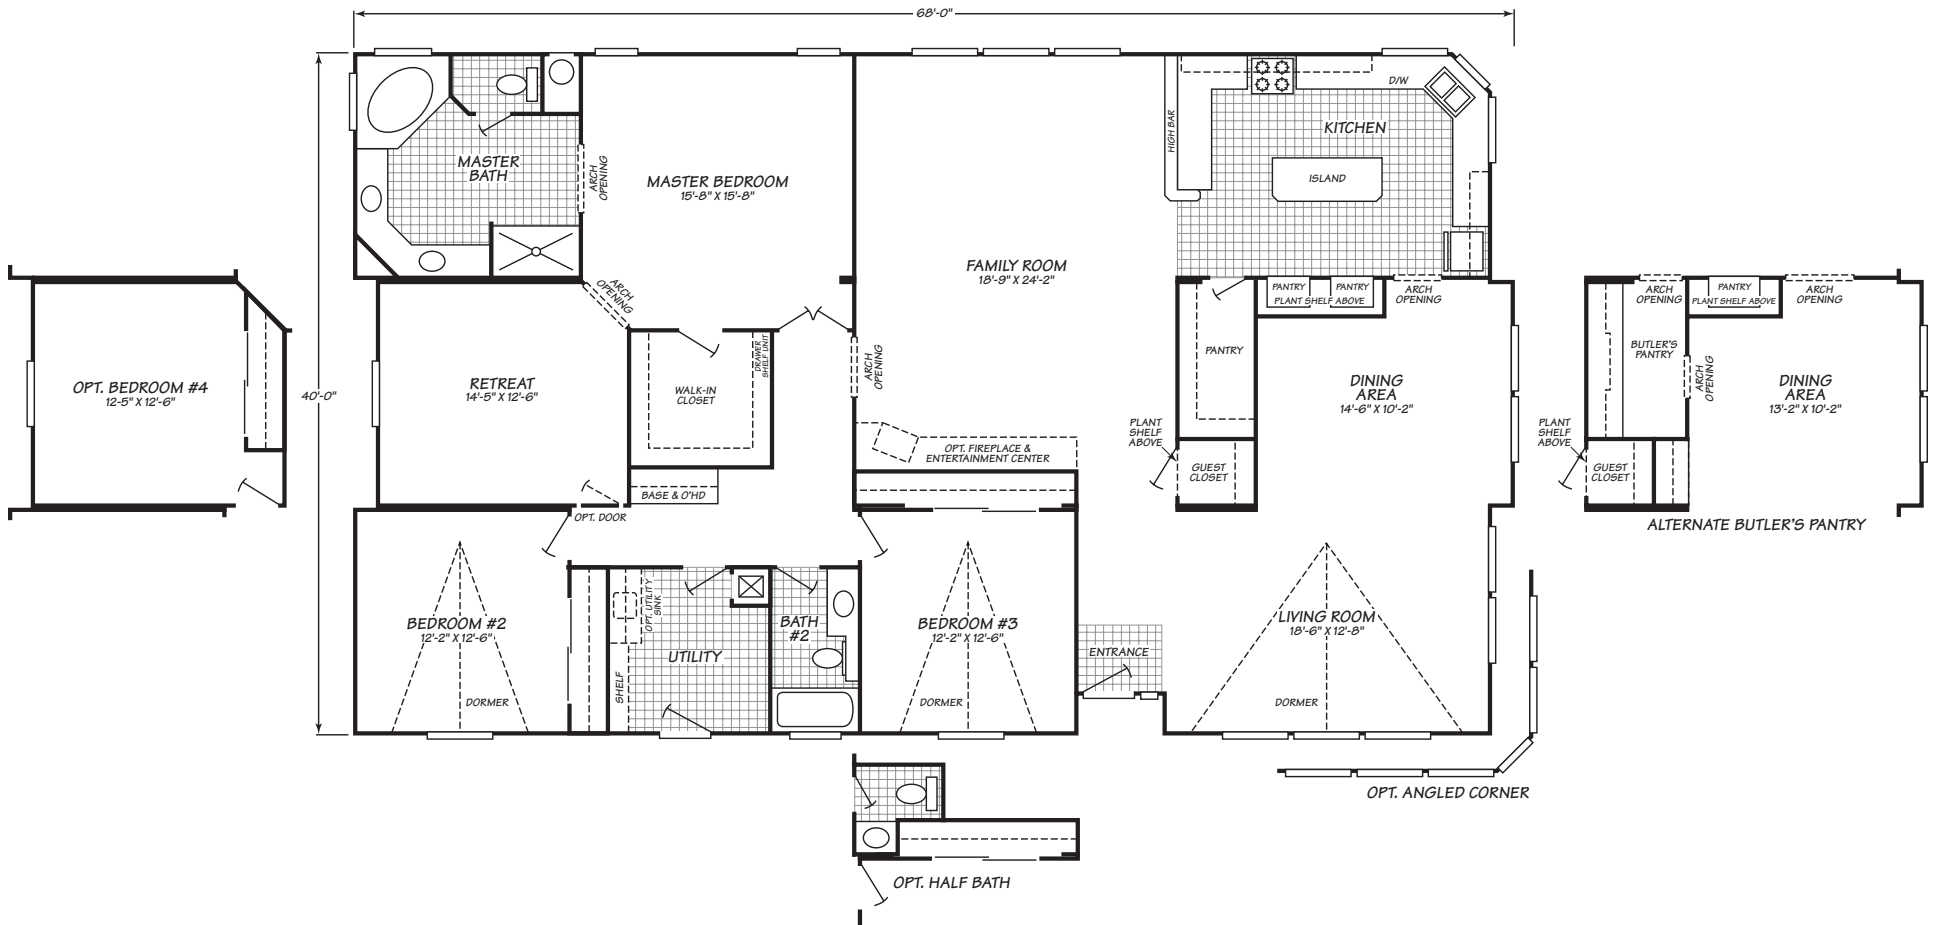 68'-0"
40'-0"
MASTER
BATH
ARCH
OPENING
MASTER BEDROOM
15'-8" X 15'-8"
FAMILY ROOM
18'-9" X 24'-2"
HIGH BAR
D/W
KITCHEN
ISLAND
OPT. BEDROOM #4
12-5" X 12'-6"
RETREAT
14'-5" X 12'-6"
ARCH
OPENING
WALK-IN
CLOSET
DRAWER
SHELF UNIT
ARCH
OPENING
BASE & O'HD
OPT. DOOR
OPT. FIREPLACE &
ENTERTAINMENT CENTER
PANTRY
PANTRY
PLANT SHELF ABOVE
ARCH
OPENING
PANTRY
DINING
AREA
14'-6" X 10'-2"
PLANT
SHELF
ABOVE
GUEST
CLOSET
ARCH
OPENING
PANTRY
PLANT SHELF ABOVE
ARCH
OPENING
BUTLER'S
PANTRY
ARCH
OPENING
DINING
AREA
13'-2" X 10'-2"
PLANT
SHELF
ABOVE
GUEST
CLOSET
ALTERNATE BUTLER'S PANTRY
BEDROOM #2
12'-2" X 12'-6"
DORMER
OPT. UTILITY
SINK
SHELF
UTILITY
BATH
#2
BEDROOM #3
12'-2" X 12'-6"
DORMER
ENTRANCE
LIVING ROOM
18'-6" X 12'-8"
DORMER
OPT. ANGLED CORNER
OPT. HALF BATH